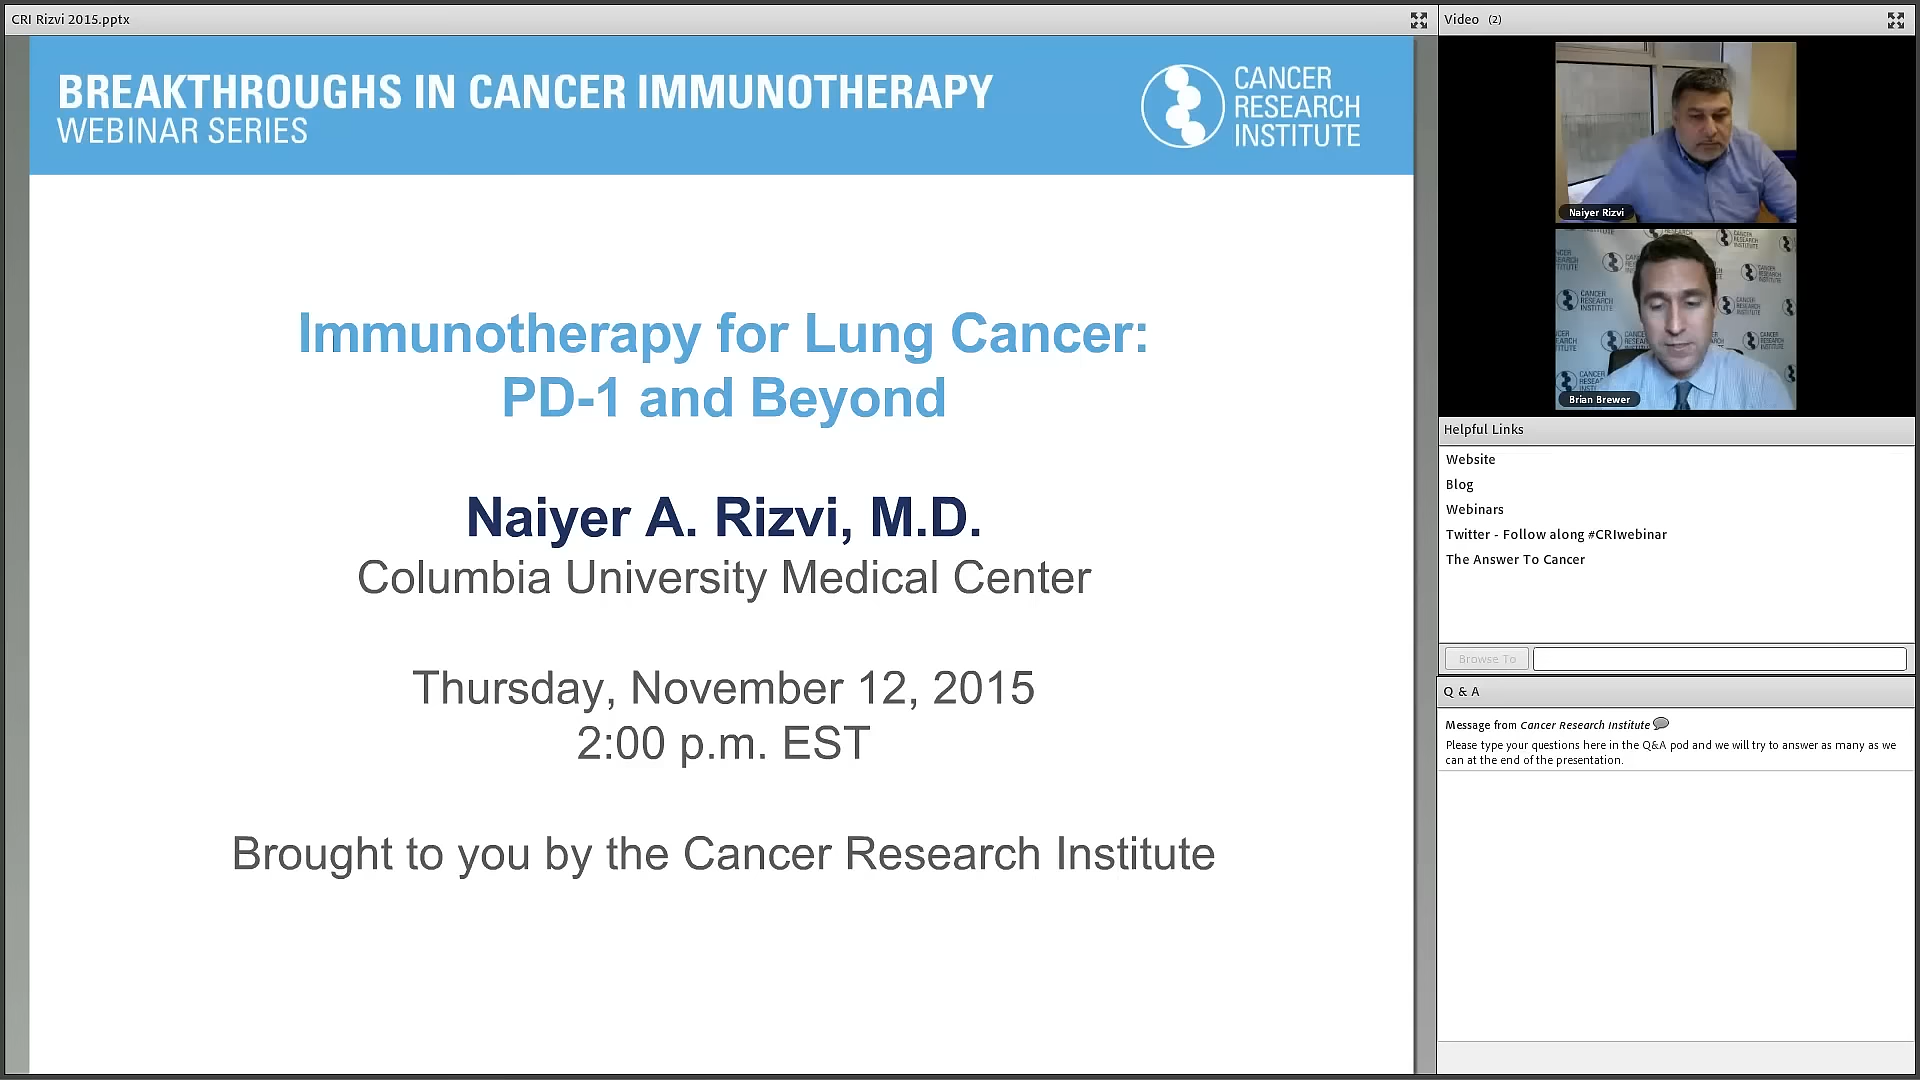 CRI Rizvi 2015.pptx
BREAKTHROUGHS IN CANCER IMMUNOTHERAPY
WEBINAR SERIES
CANCER
RESEARCH
INSTITUTE
Immunotherapy for Lung Cancer:
PD-1 and Beyond
Naiyer A. Rizvi, M.D.
Columbia University Medical Center
Thursday, November 12, 2015
2:00 p.m. EST
Brought to you by the Cancer Research Institute
Video (2)
Naiyer Rizvi
CANCER
RESEARCH
INSTITUTE
Brian Brewer
Helpful Links
Website
Blog
Webinars
Twitter - Follow along #CRIwebinar
The Answer To Cancer
Browse To
Q & A
Message from Cancer Research Institute
Please type your questions here in the Q&A pod and we will try to answer as many as we
can at the end of the presentation.